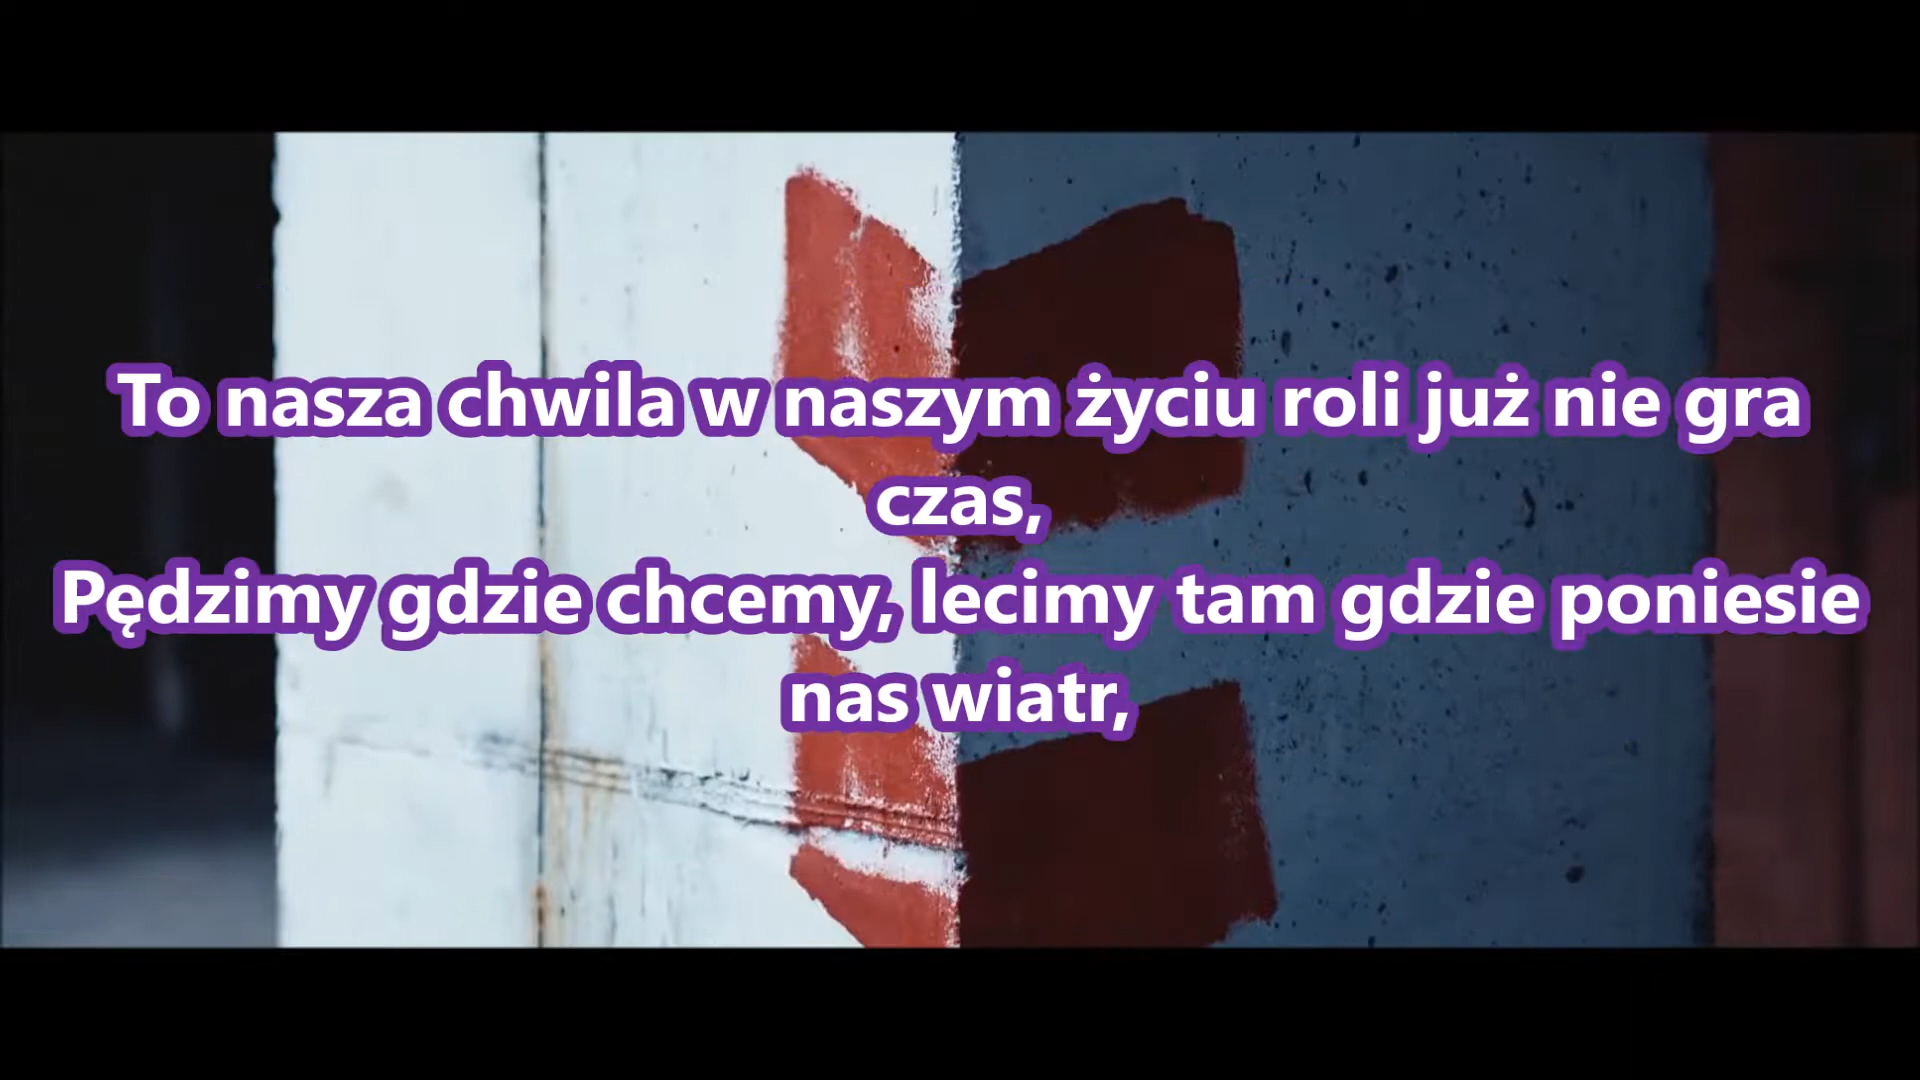 To nasza chwila w naszym życiu roli już nie gra
czas,
Pędzimy gdzie chcemy, lecimy tam gdzie poniesie
nas wiatr,